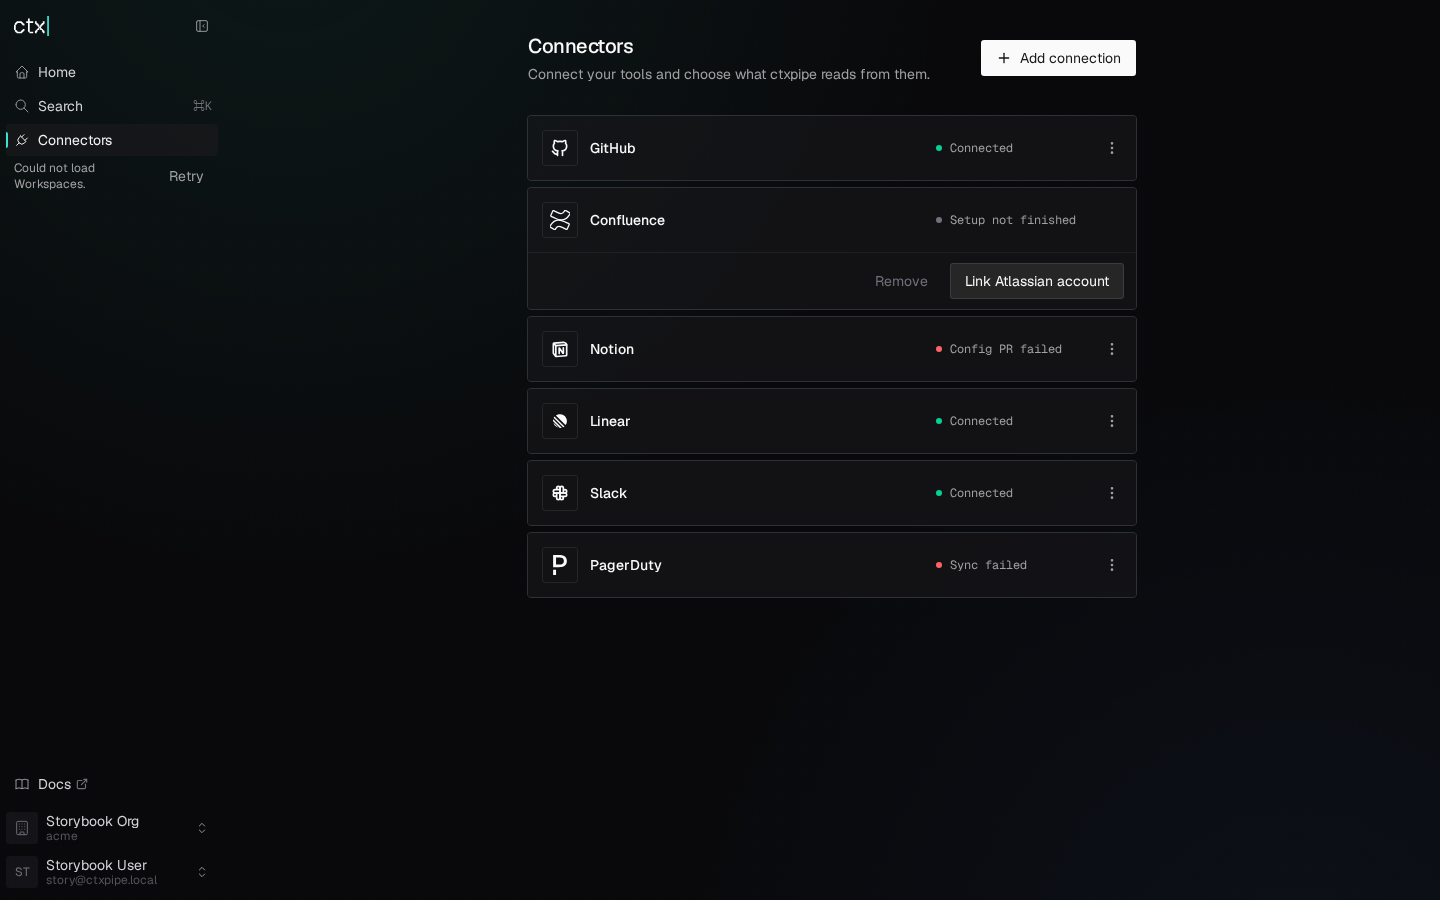 ctx
Home
Search ⌘K
Connectors
Could not load
Workspaces.
Retry
Connectors
Connect your tools and choose what ctxpipe reads from them.
Add connection
GitHub
Connected
Confluence
Setup not finished
Remove
Link Atlassian account
Notion
Config PR failed
Linear
Connected
Slack
Connected
PagerDuty
Sync failed
Docs
Storybook Org
acme
ST
Storybook User
story@ctxpipe.local